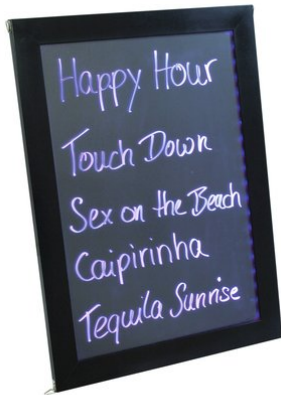 Happy Hour
Touch Down
Sex on the Beach
Caipirinha
Tequila Sunrise